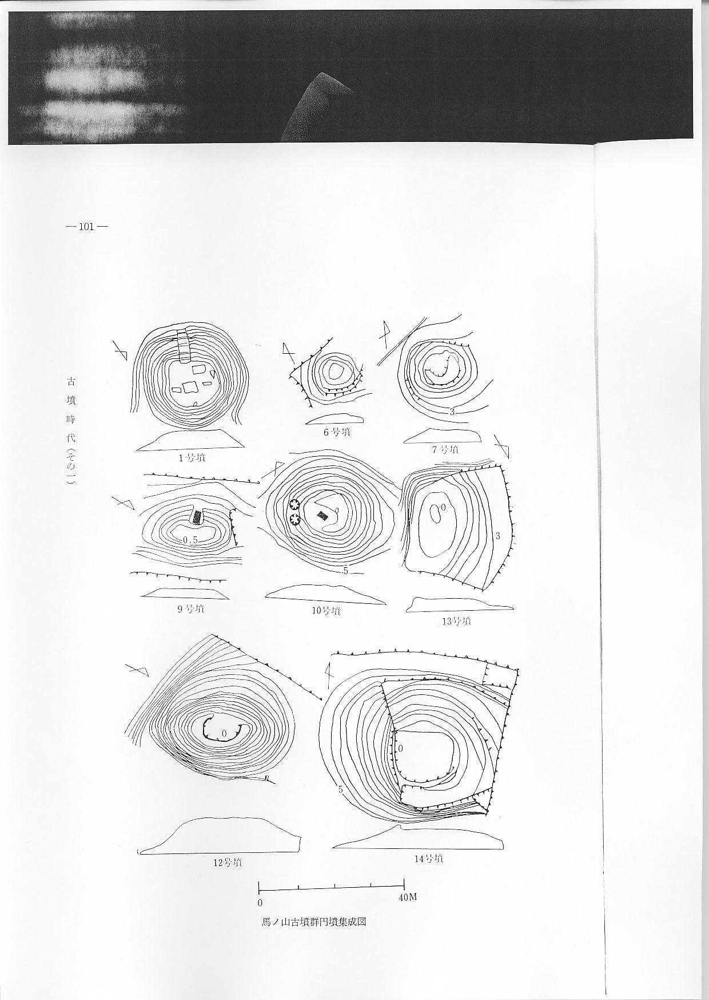 — 101 —
古墳時代(その一)
1号墳
6号墳
3
7号墳
0.5
9号墳
5
10号墳
0
3
13号墳
0
12号墳
0
5
14号墳
0
40M
馬ノ山古墳群円墳集成図